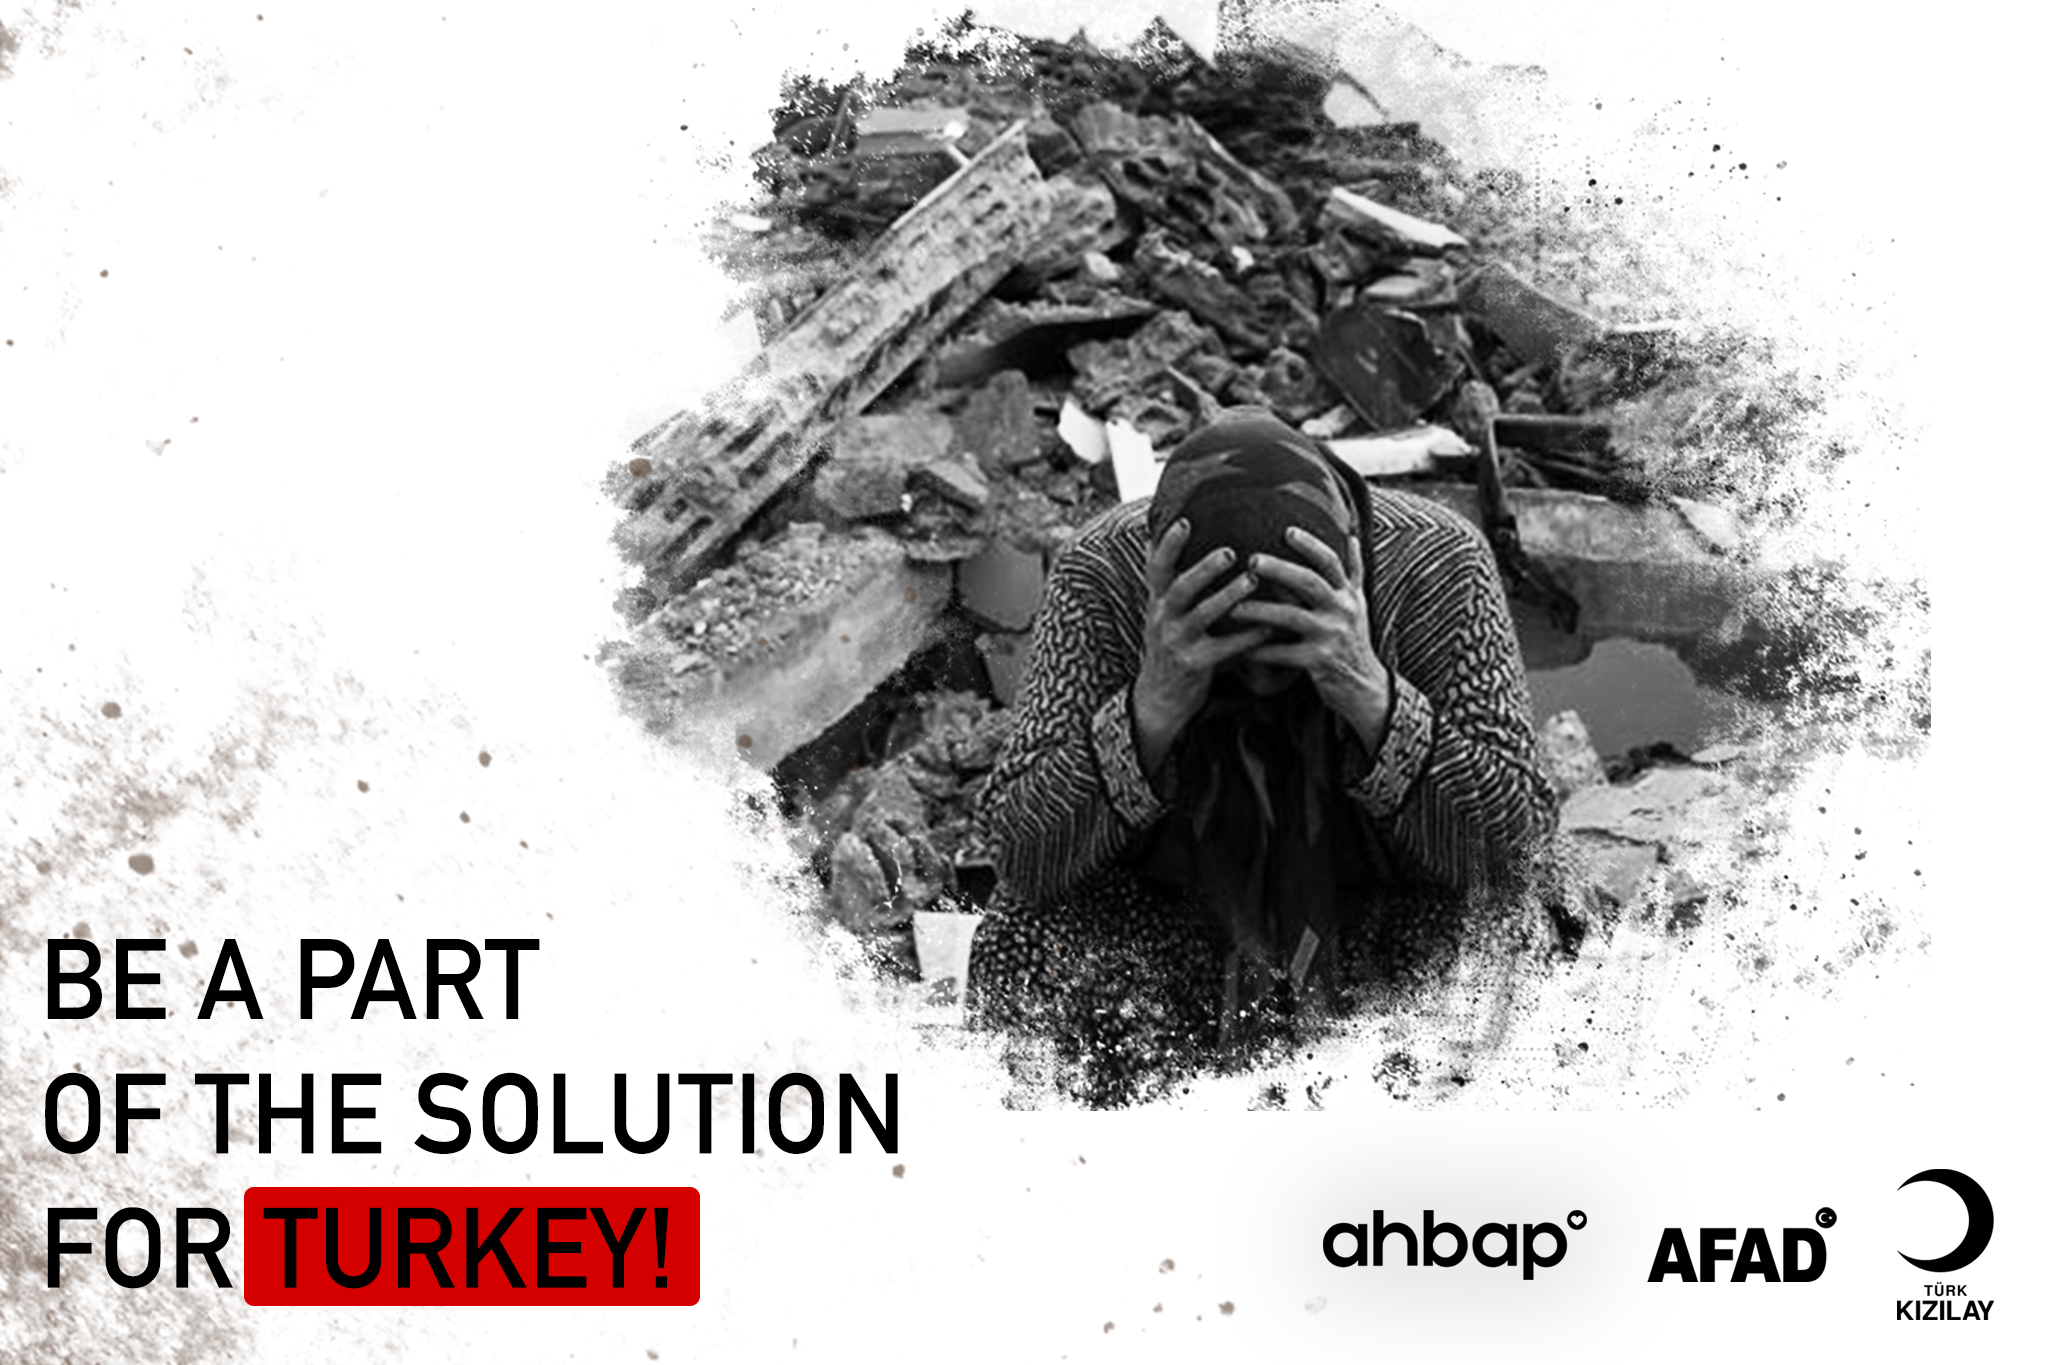 BE A PART
OF THE SOLUTION
FOR TURKEY!
ahbap
AFAD
TÜRK
KIZILAY